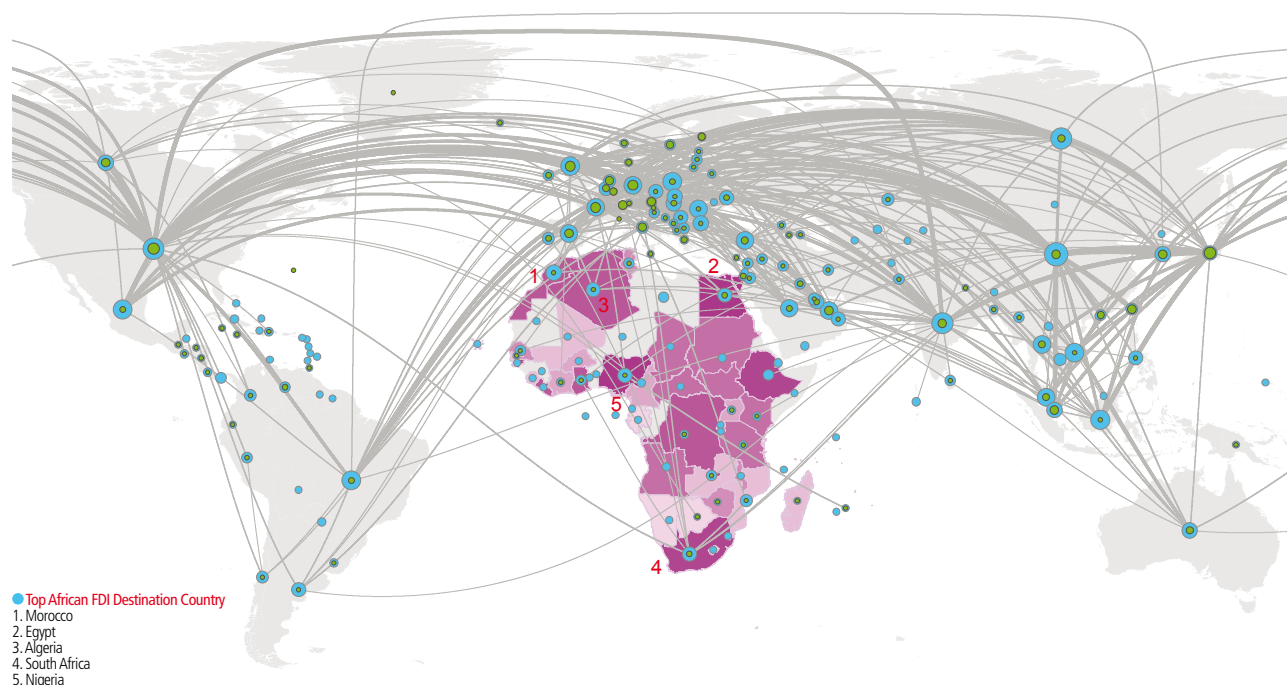 2
1
3
5
4
Top African FDI Destination Country
1. Morocco
2. Egypt
3. Algeria
4. South Africa
5. Nigeria